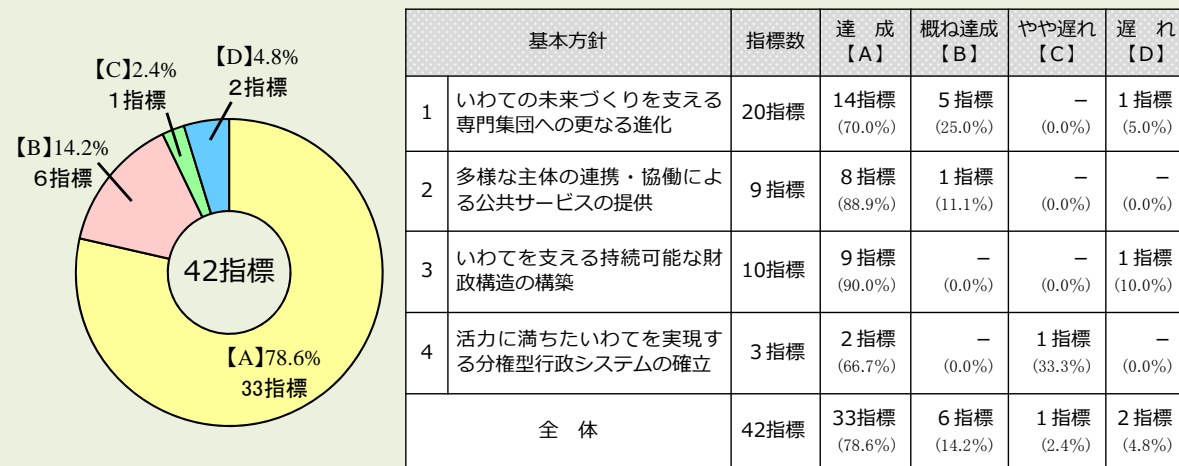 【C】2.4%
1指標
【D】4.8%
2指標
【B】14.2%
6指標
42指標
【A】78.6%
33指標
基本方針 指標数 達 成【A】 概ね達成【B】 やや遅れ【C】 遅 れ【D】
1 いわての未来づくりを支える 20指標 14指標 5指標 － 1指標
専門集団への更なる進化 (70.0%) (25.0%) (0.0%) (5.0%)
2 多様な主体の連携・協働によ 9指標 8指標 1指標 － －
る公共サービスの提供 (88.9%) (11.1%) (0.0%) (0.0%)
3 いわてを支える持続可能な財 10指標 9指標 － － 1指標
政構造の構築 (90.0%) (0.0%) (0.0%) (10.0%)
4 活力に満ちたいわてを実現す 3指標 2指標 － 1指標 －
る分権型行政システムの確立 (66.7%) (0.0%) (33.3%) (0.0%)
全 体 42指標 33指標 6指標 1指標 2指標
(78.6%) (14.2%) (2.4%) (4.8%)